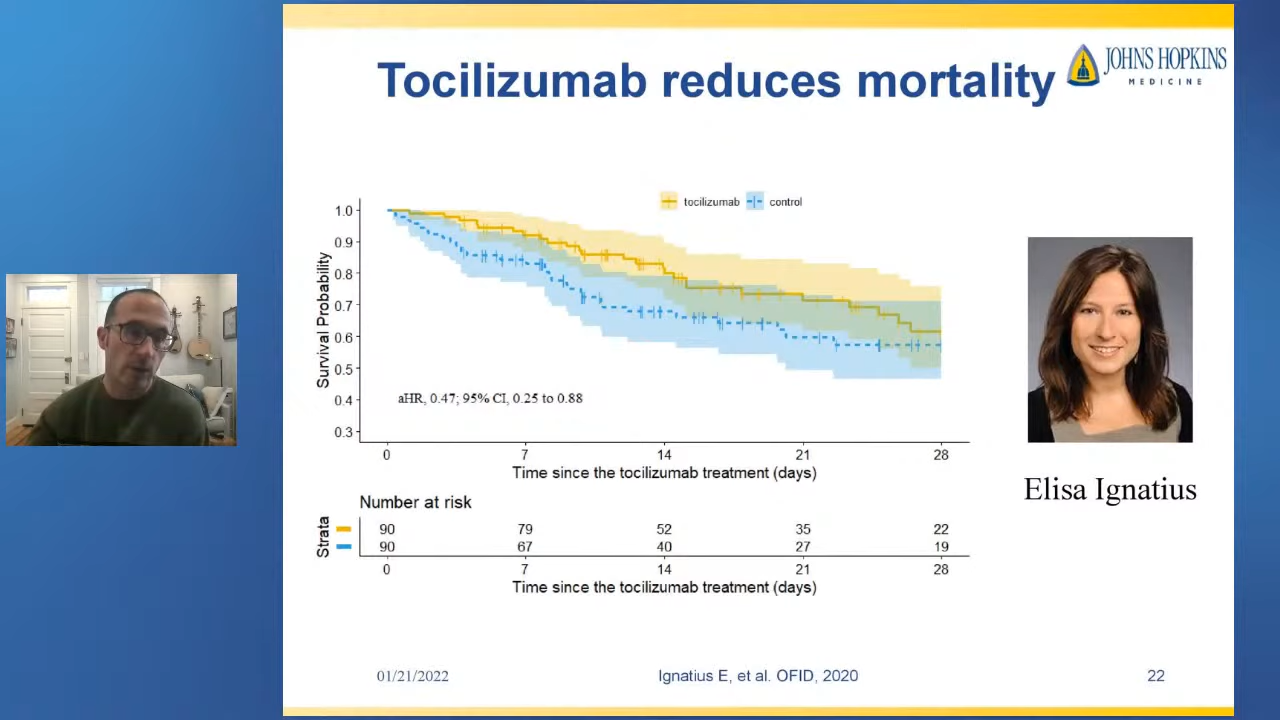 Tocilizumab reduces mortality
JOHNS HOPKINS
MEDICINE
tocilizumab control
Survival Probability
1.0
0.9
0.8
0.7
0.6
0.5
0.4
0.3
aHR, 0.47; 95% CI, 0.25 to 0.88
0 7 14 21 28
Time since the tocilizumab treatment (days)
Number at risk
Strata
90 79 52 35 22
90 67 40 27 19
0 7 14 21 28
Time since the tocilizumab treatment (days)
Elisa Ignatius
01/21/2022
Ignatius E, et al. OFID, 2020
22